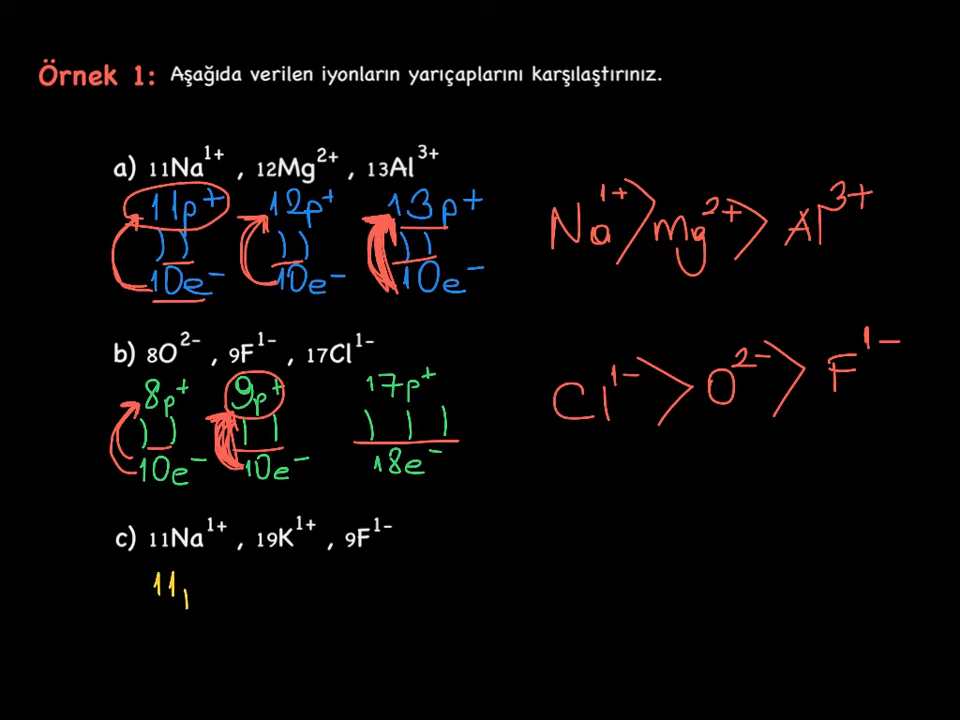 Örnek 1: Aşağıda verilen iyonların yarıçaplarını karşılaştırınız.
a) ₁₁Na¹⁺ , ₁₂Mg²⁺ , ₁₃Al³⁺
11p⁺ 12p⁺ 13p⁺
10e⁻ 10e⁻ 10e⁻
Na¹⁺ > Mg²⁺ > Al³⁺
b) ₈O²⁻ , ₉F¹⁻ , ₁₇Cl¹⁻
8p⁺ 9p⁺ 17p⁺
10e⁻ 10e⁻ 18e⁻
Cl¹⁻ > O²⁻ > F¹⁻
c) ₁₁Na¹⁺ , ₁₉K¹⁺ , ₉F¹⁻
11